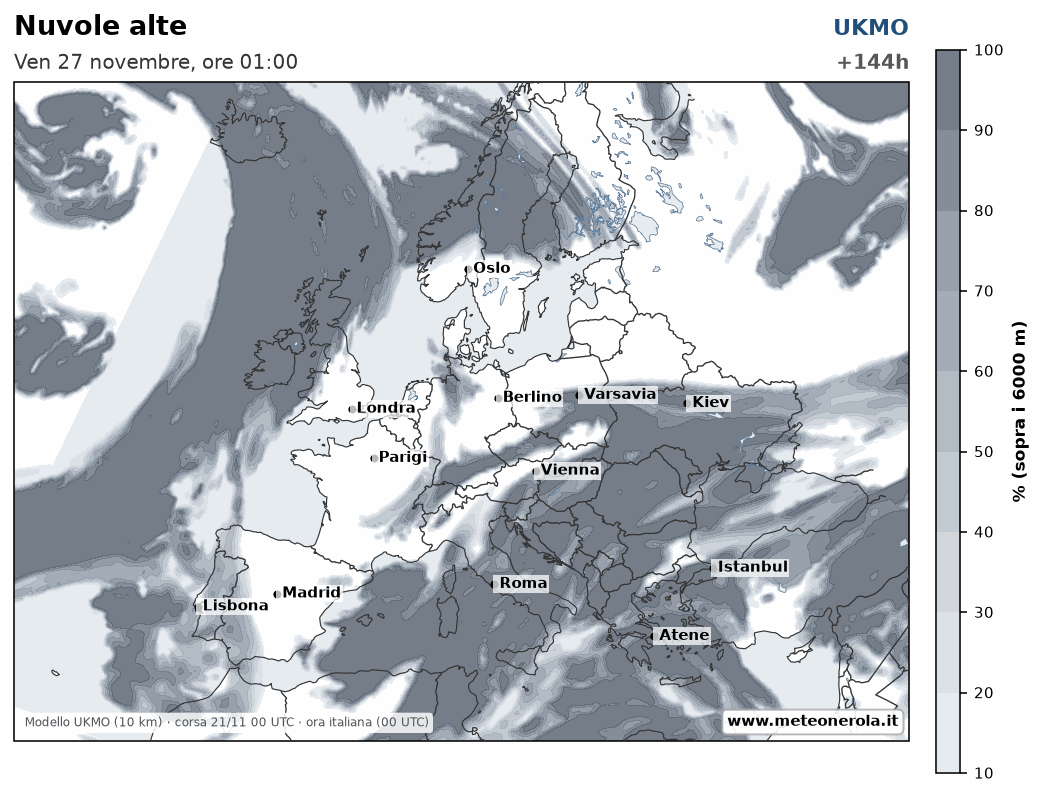 Nuvole alte
UKMO
Ven 27 novembre, ore 01:00
+144h
Oslo
Londra
Berlino
Varsavia
Kiev
Parigi
Vienna
Istanbul
Roma
Madrid
Lisbona
Atene
Modello UKMO (10 km) · corsa 21/11 00 UTC · ora italiana (00 UTC)
www.meteonerola.it
100
90
80
70
60
50
40
30
20
10
% (sopra i 6000 m)